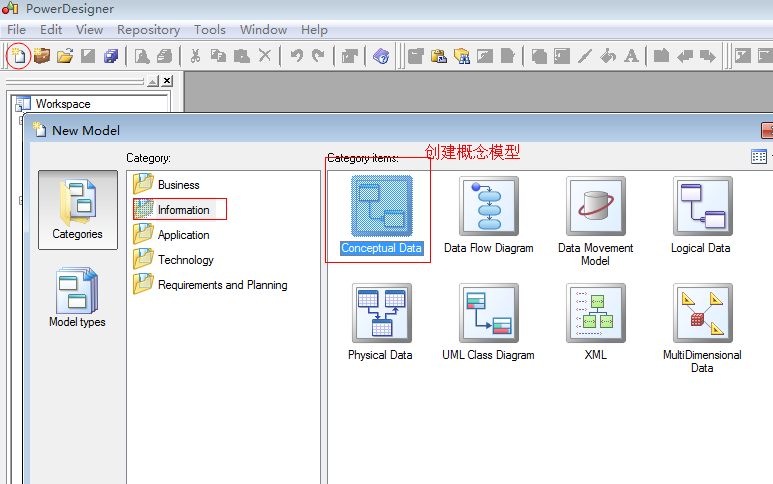 PowerDesigner
File Edit View Repository Tools Window Help
Workspace
New Model
Category:
Category items:
创建概念模型
Categories
Model types
Business
Information
Application
Technology
Requirements and Planning
Conceptual Data
Data Flow Diagram
Data Movement
Model
Logical Data
Physical Data
UML Class Diagram
XML
MultiDimensional
Data